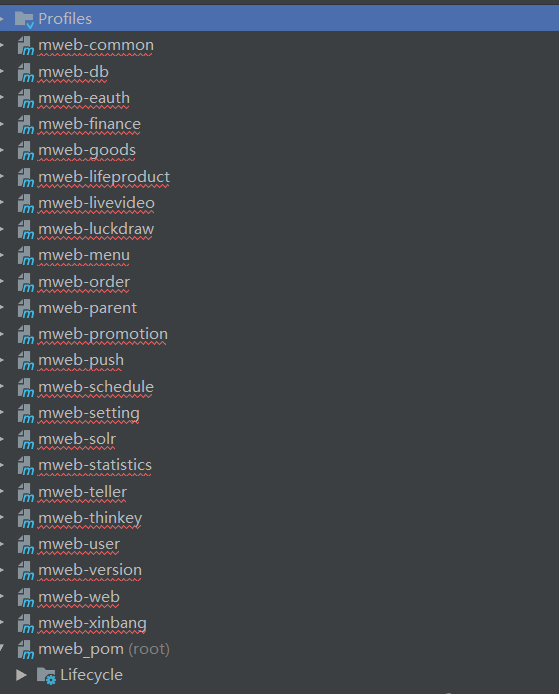 Profiles
mweb-common
mweb-db
mweb-eauth
mweb-finance
mweb-goods
mweb-lifeproduct
mweb-livevideo
mweb-luckdraw
mweb-menu
mweb-order
mweb-parent
mweb-promotion
mweb-push
mweb-schedule
mweb-setting
mweb-solr
mweb-statistics
mweb-teller
mweb-thinkey
mweb-user
mweb-version
mweb-web
mweb-xinbang
mweb_pom (root)
Lifecycle